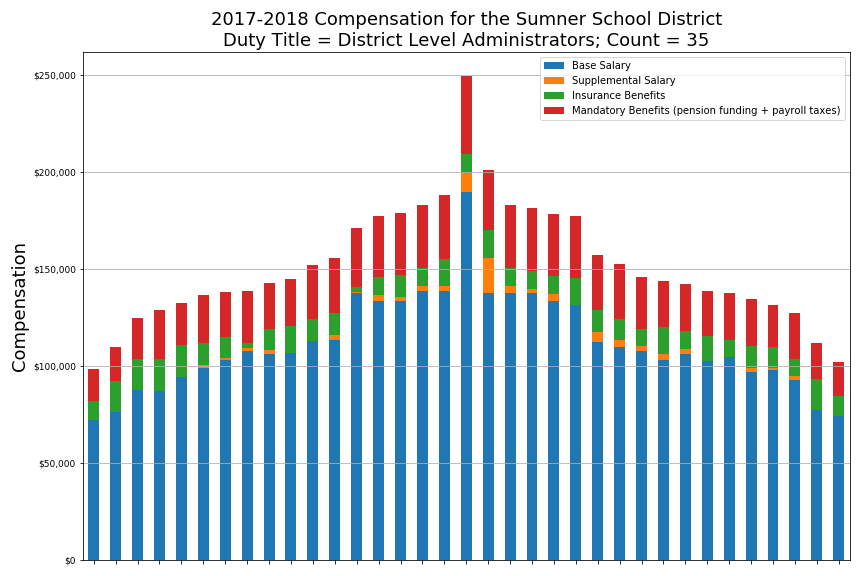 2017-2018 Compensation for the Sumner School District
Duty Title = District Level Administrators; Count = 35
Base Salary
Supplemental Salary
Insurance Benefits
Mandatory Benefits (pension funding + payroll taxes)
Compensation
$250,000
$200,000
$150,000
$100,000
$50,000
$0